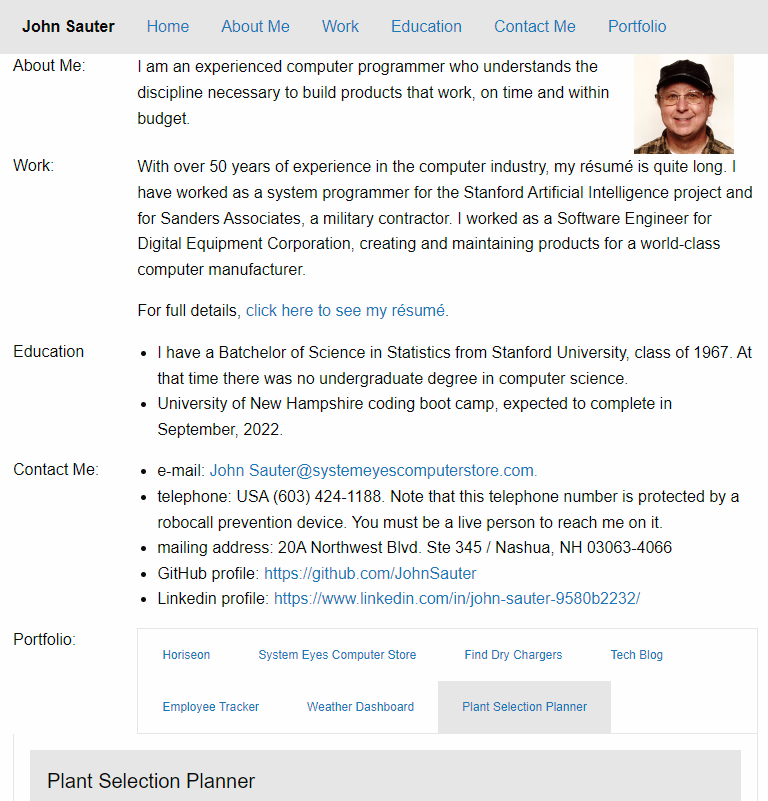 John Sauter Home About Me Work Education Contact Me Portfolio
About Me:
I am an experienced computer programmer who understands the
discipline necessary to build products that work, on time and within
budget.
Work:
With over 50 years of experience in the computer industry, my résumé is quite long. I
have worked as a system programmer for the Stanford Artificial Intelligence project and
for Sanders Associates, a military contractor. I worked as a Software Engineer for
Digital Equipment Corporation, creating and maintaining products for a world-class
computer manufacturer.
For full details, click here to see my résumé.
Education
• I have a Batchelor of Science in Statistics from Stanford University, class of 1967. At
that time there was no undergraduate degree in computer science.
• University of New Hampshire coding boot camp, expected to complete in
September, 2022.
Contact Me:
• e-mail: John Sauter@systemeyescomputerstore.com.
• telephone: USA (603) 424-1188. Note that this telephone number is protected by a
robocall prevention device. You must be a live person to reach me on it.
• mailing address: 20A Northwest Blvd. Ste 345 / Nashua, NH 03063-4066
• GitHub profile: https://github.com/JohnSauter
• Linkedin profile: https://www.linkedin.com/in/john-sauter-9580b2232/
Portfolio:
Horiseon System Eyes Computer Store Find Dry Chargers Tech Blog
Employee Tracker Weather Dashboard Plant Selection Planner
Plant Selection Planner